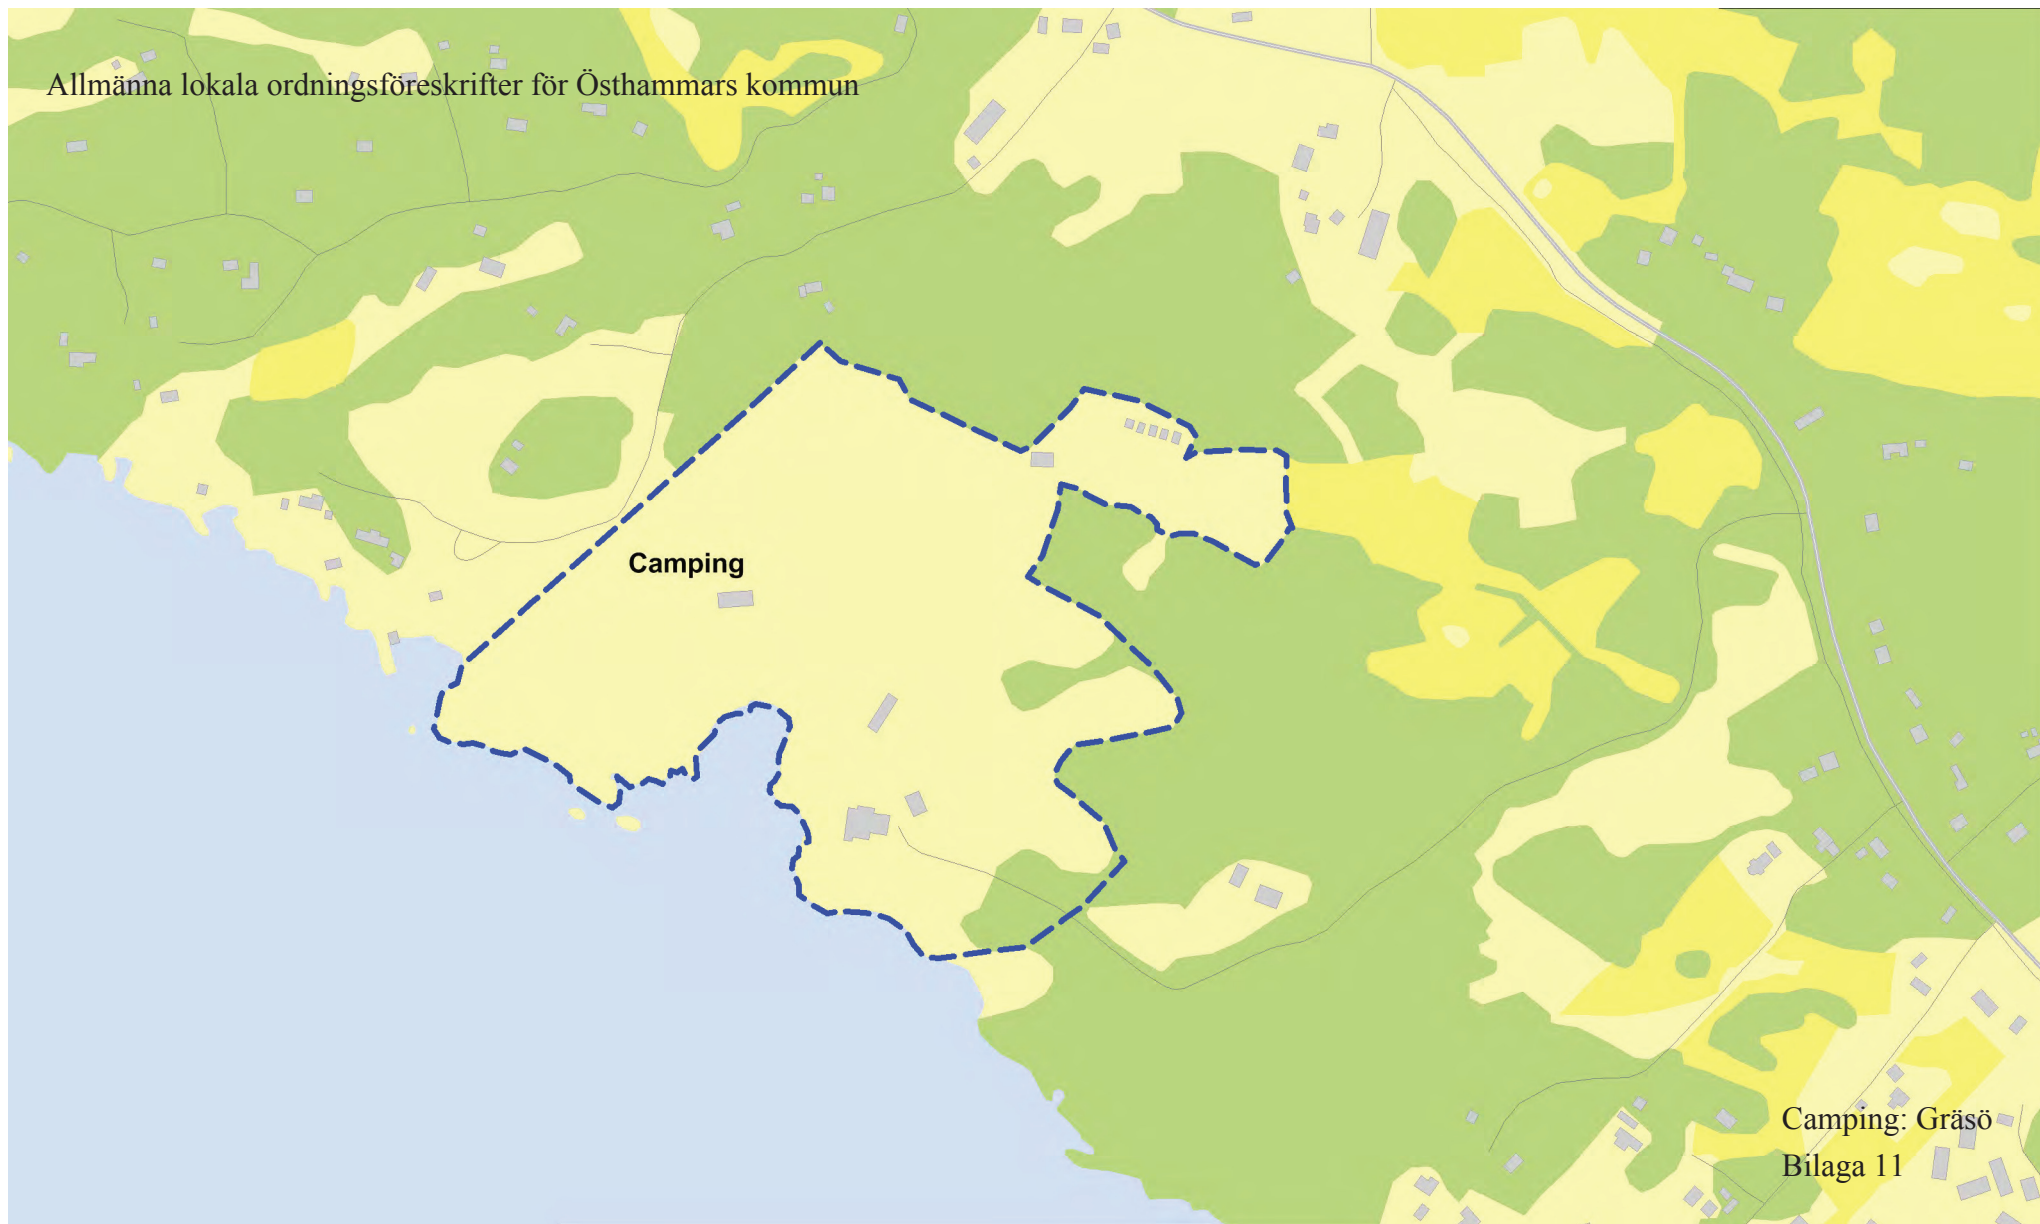 Allmänna lokala ordningsföreskrifter för Östhammars kommun
Camping
Camping: Gräsö
Bilaga 11